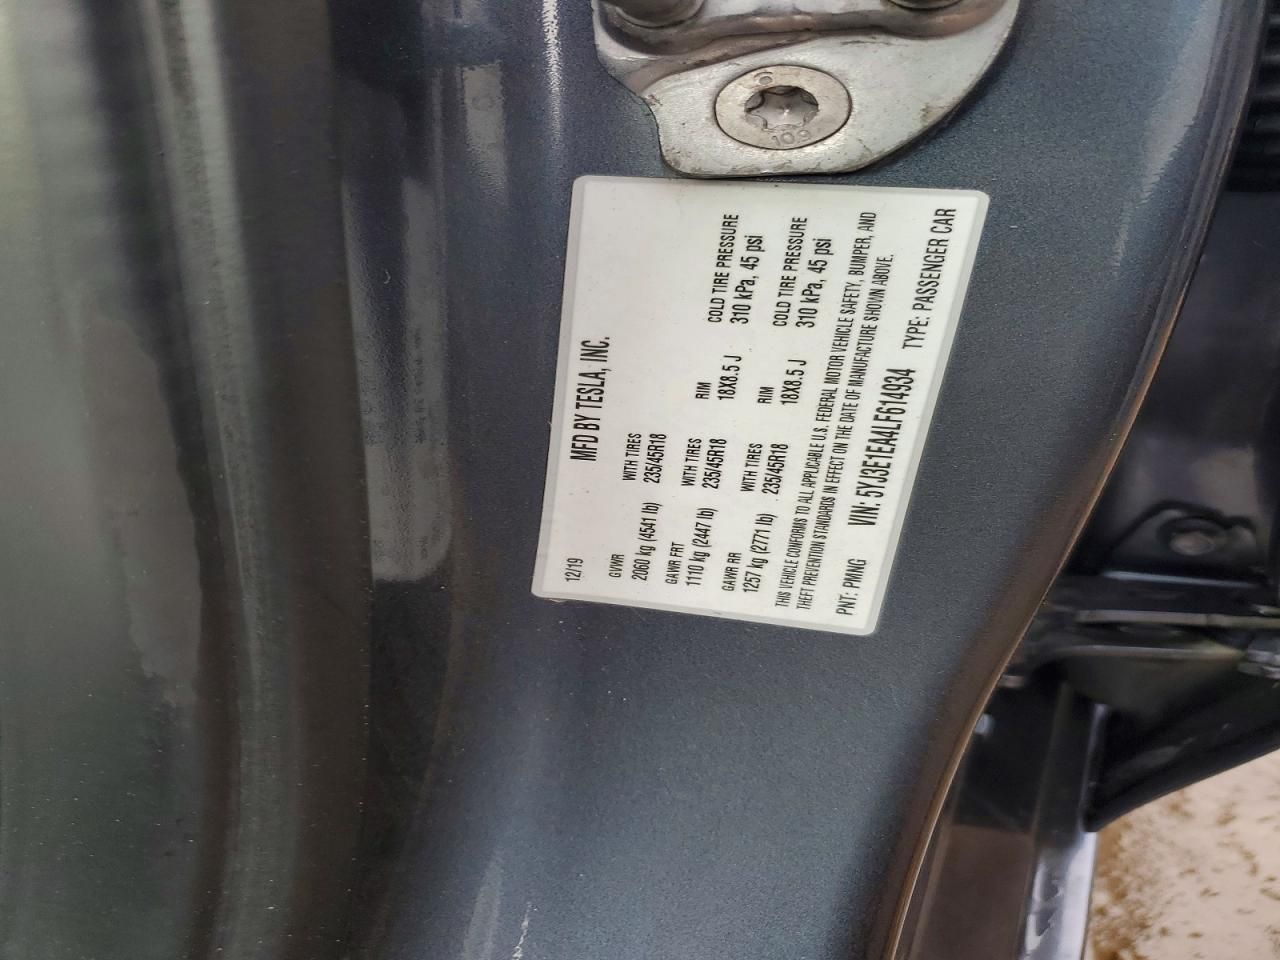 MFD BY TESLA, INC.
12/19
GVWR
2060 kg (4541 lb)
WITH TIRES
235/45R18
GAWR FRT
1110 kg (2447 lb)
WITH TIRES
235/45R18
RIM
18X8.5 J
COLD TIRE PRESSURE
310 kPa, 45 psi
GAWR RR
1257 kg (2771 lb)
WITH TIRES
235/45R18
RIM
18X8.5 J
COLD TIRE PRESSURE
310 kPa, 45 psi
THIS VEHICLE CONFORMS TO ALL APPLICABLE U.S. FEDERAL MOTOR VEHICLE SAFETY, BUMPER, AND
THEFT PREVENTION STANDARDS IN EFFECT ON THE DATE OF MANUFACTURE SHOWN ABOVE.
PNT: PMNG VIN: 5YJ3E1EA4LF614934 TYPE: PASSENGER CAR
10.9